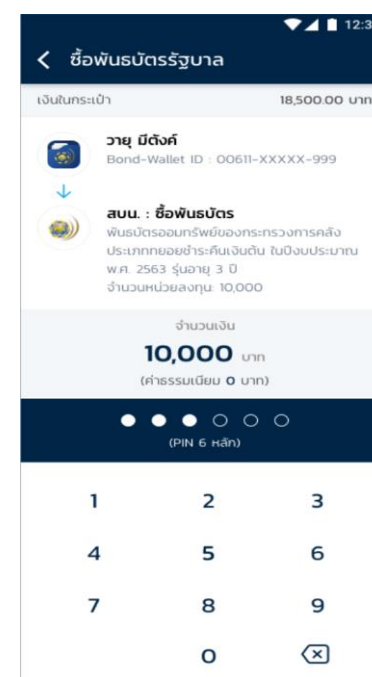 12:3
ซื้อพันธบัตรรัฐบาล
เงินในกระเป๋า 18,500.00 บาท
วายุ มีตังค์
Bond-Wallet ID : 00611-XXXXX-999
สบน. : ซื้อพันธบัตร
พันธบัตรออมทรัพย์ของกระทรวงการคลัง
ประเภททยอยชำระคืนเงินต้น ในปีงบประมาณ
พ.ศ. 2563 รุ่นอายุ 3 ปี
จำนวนหน่วยลงทุน: 10,000
จำนวนเงิน
10,000 บาท
(ค่าธรรมเนียม 0 บาท)
(PIN 6 หลัก)
1 2 3
4 5 6
7 8 9
0